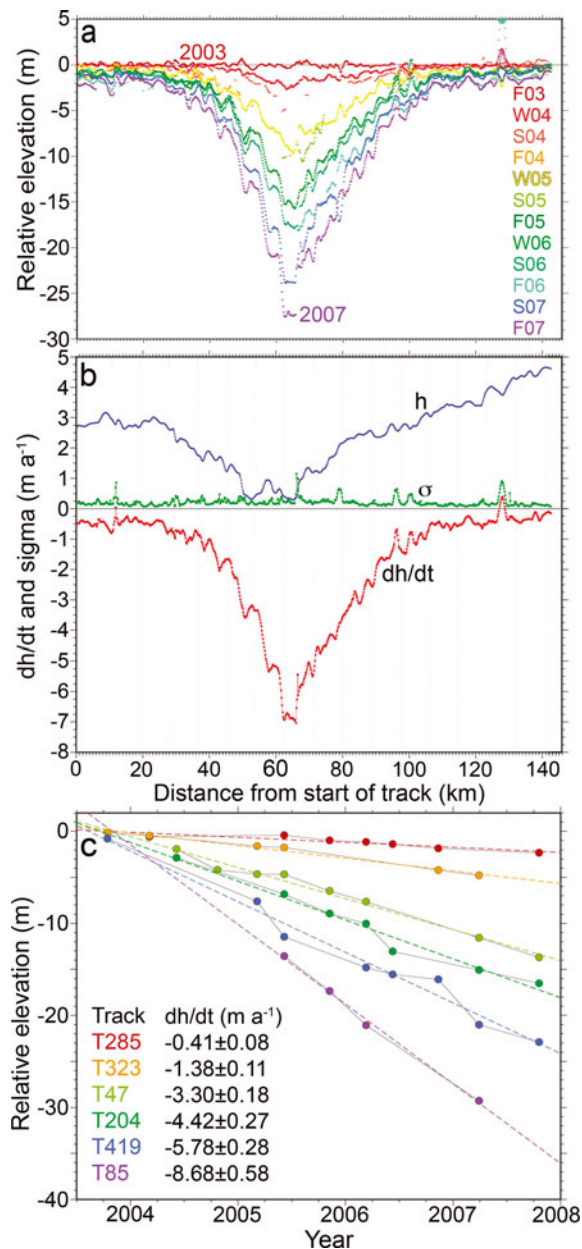 a
5
0
-5
-10
-15
-20
-25
-30
Relative elevation (m)
2003
2007
F03
W04
S04
F04
W05
S05
F05
W06
S06
F06
S07
F07
b
5
4
3
2
1
0
-1
-2
-3
-4
-5
-6
-7
-8
dh/dt and sigma (m a-1)
h
σ
dh/dt
0 20 40 60 80 100 120 140
Distance from start of track (km)
c
0
-10
-20
-30
-40
Relative elevation (m)
Track dh/dt (m a-1)
T285 -0.41±0.08
T323 -1.38±0.11
T47 -3.30±0.18
T204 -4.42±0.27
T419 -5.78±0.28
T85 -8.68±0.58
2004 2005 2006 2007 2008
Year